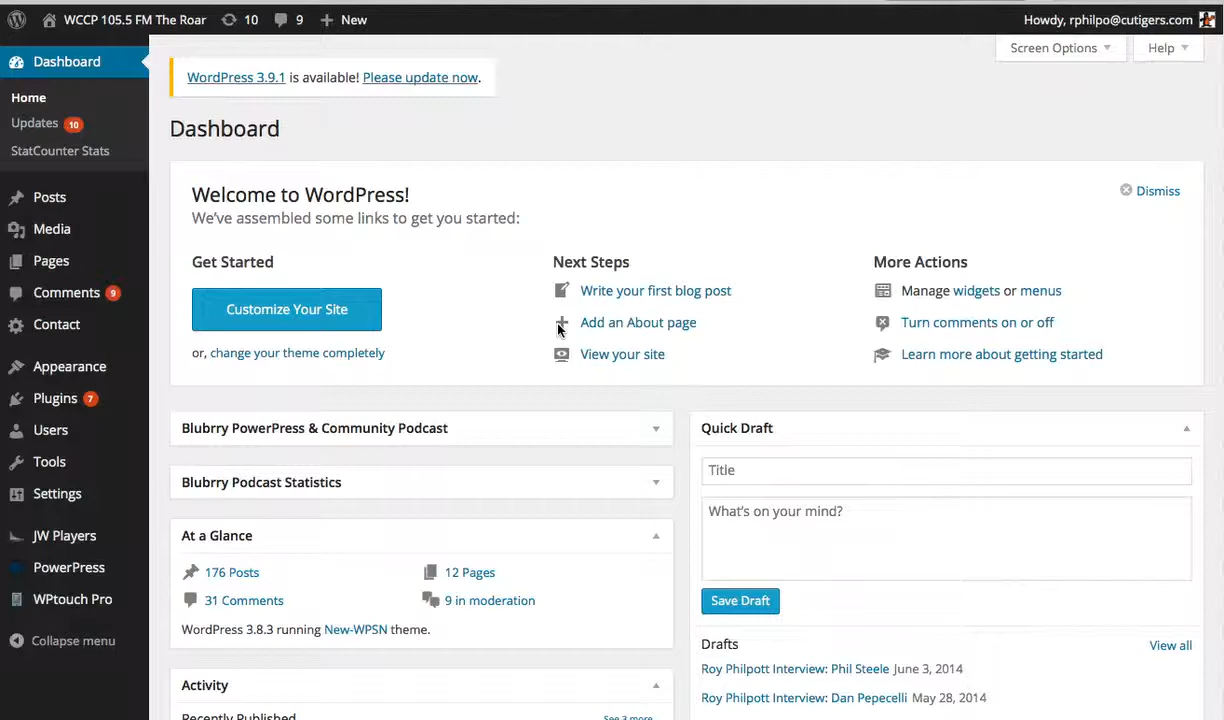 WCCP 105.5 FM The Roar 10 9 New Howdy, rphilpo@cutigers.com
Screen Options Help
Dashboard
Home
Updates 10
StatCounter Stats
Posts
Media
Pages
Comments 9
Contact
Appearance
Plugins 7
Users
Tools
Settings
JW Players
PowerPress
WPtouch Pro
Collapse menu
WordPress 3.9.1 is available! Please update now.
Dashboard
Welcome to WordPress!
We've assembled some links to get you started:
Dismiss
Get Started
Customize Your Site
or, change your theme completely
Next Steps
Write your first blog post
Add an About page
View your site
More Actions
Manage widgets or menus
Turn comments on or off
Learn more about getting started
Blubrry PowerPress & Community Podcast
Blubrry Podcast Statistics
At a Glance
176 Posts 12 Pages
31 Comments 9 in moderation
WordPress 3.8.3 running New-WPSN theme.
Activity
Recently Published See 3 more
Quick Draft
Title
What's on your mind?
Save Draft
Drafts View all
Roy Philpott Interview: Phil Steele June 3, 2014
Roy Philpott Interview: Dan Pepecelli May 28, 2014